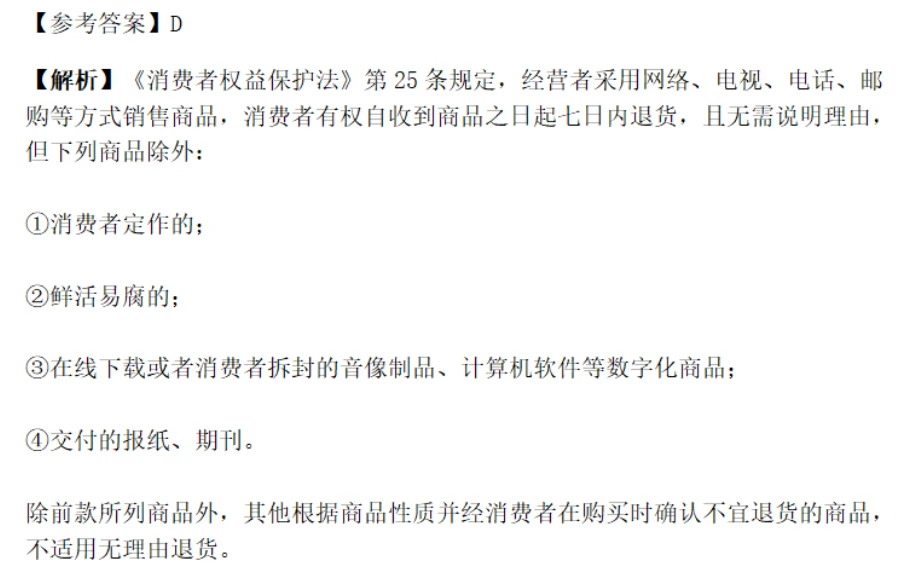 【参考答案】D
【解析】《消费者权益保护法》第 25 条规定，经营者采用网络、电视、电话、邮
购等方式销售商品，消费者有权自收到商品之日起七日内退货，且无需说明理由，
但下列商品除外：
①消费者定作的；
②鲜活易腐的；
③在线下载或者消费者拆封的音像制品、计算机软件等数字化商品；
④交付的报纸、期刊。
除前款所列商品外，其他根据商品性质并经消费者在购买时确认不宜退货的商品，
不适用无理由退货。